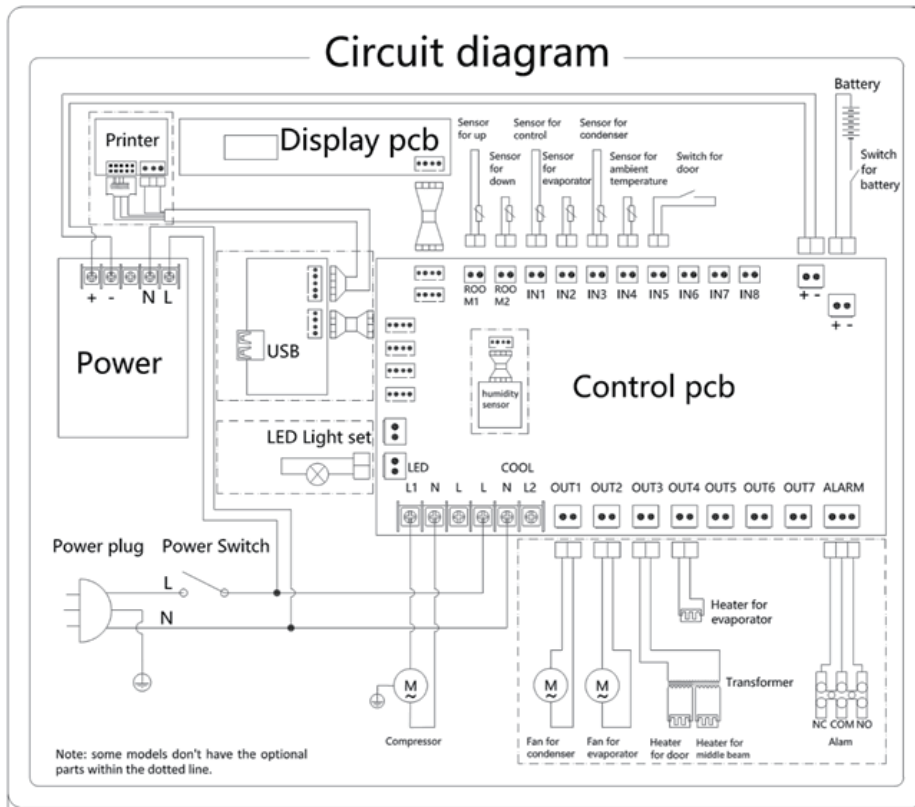 Circuit diagram
Battery
Printer
Display pcb
Sensor
for up
Sensor for
control
Sensor for
condenser
Sensor
for
down
Sensor
for
evaporator
Sensor for
ambient
temperature
Switch for
door
Switch
for
battery
+ - N L
Power
USB
ROO
M1
ROO
M2
IN1
IN2
IN3
IN4
IN5
IN6
IN7
IN8
+ -
+ -
humidity
sensor
Control pcb
LED Light set
LED
COOL
L1 N L L N L2
OUT1 OUT2 OUT3 OUT4 OUT5 OUT6 OUT7 ALARM
Power plug
Power Switch
L
N
Heater for
evaporator
M
~
M
~
M
~
Transformer
NC COM NO
Compressor
Fan for
condenser
Fan for
evaporator
Heater
for door
Heater for
middle beam
Alam
Note: some models don't have the optional
parts within the dotted line.